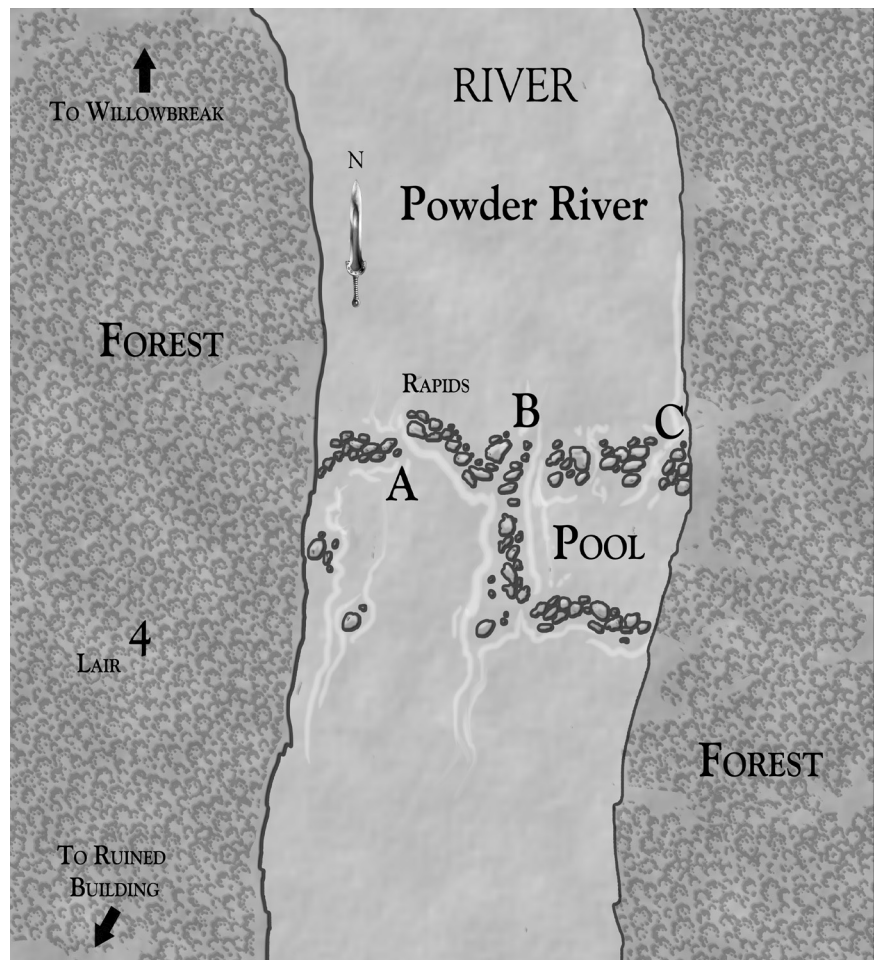 RIVER
To Willowbreak
N
Powder River
Forest
Rapids
B
C
A
Pool
4
Lair
Forest
To Ruined
Building